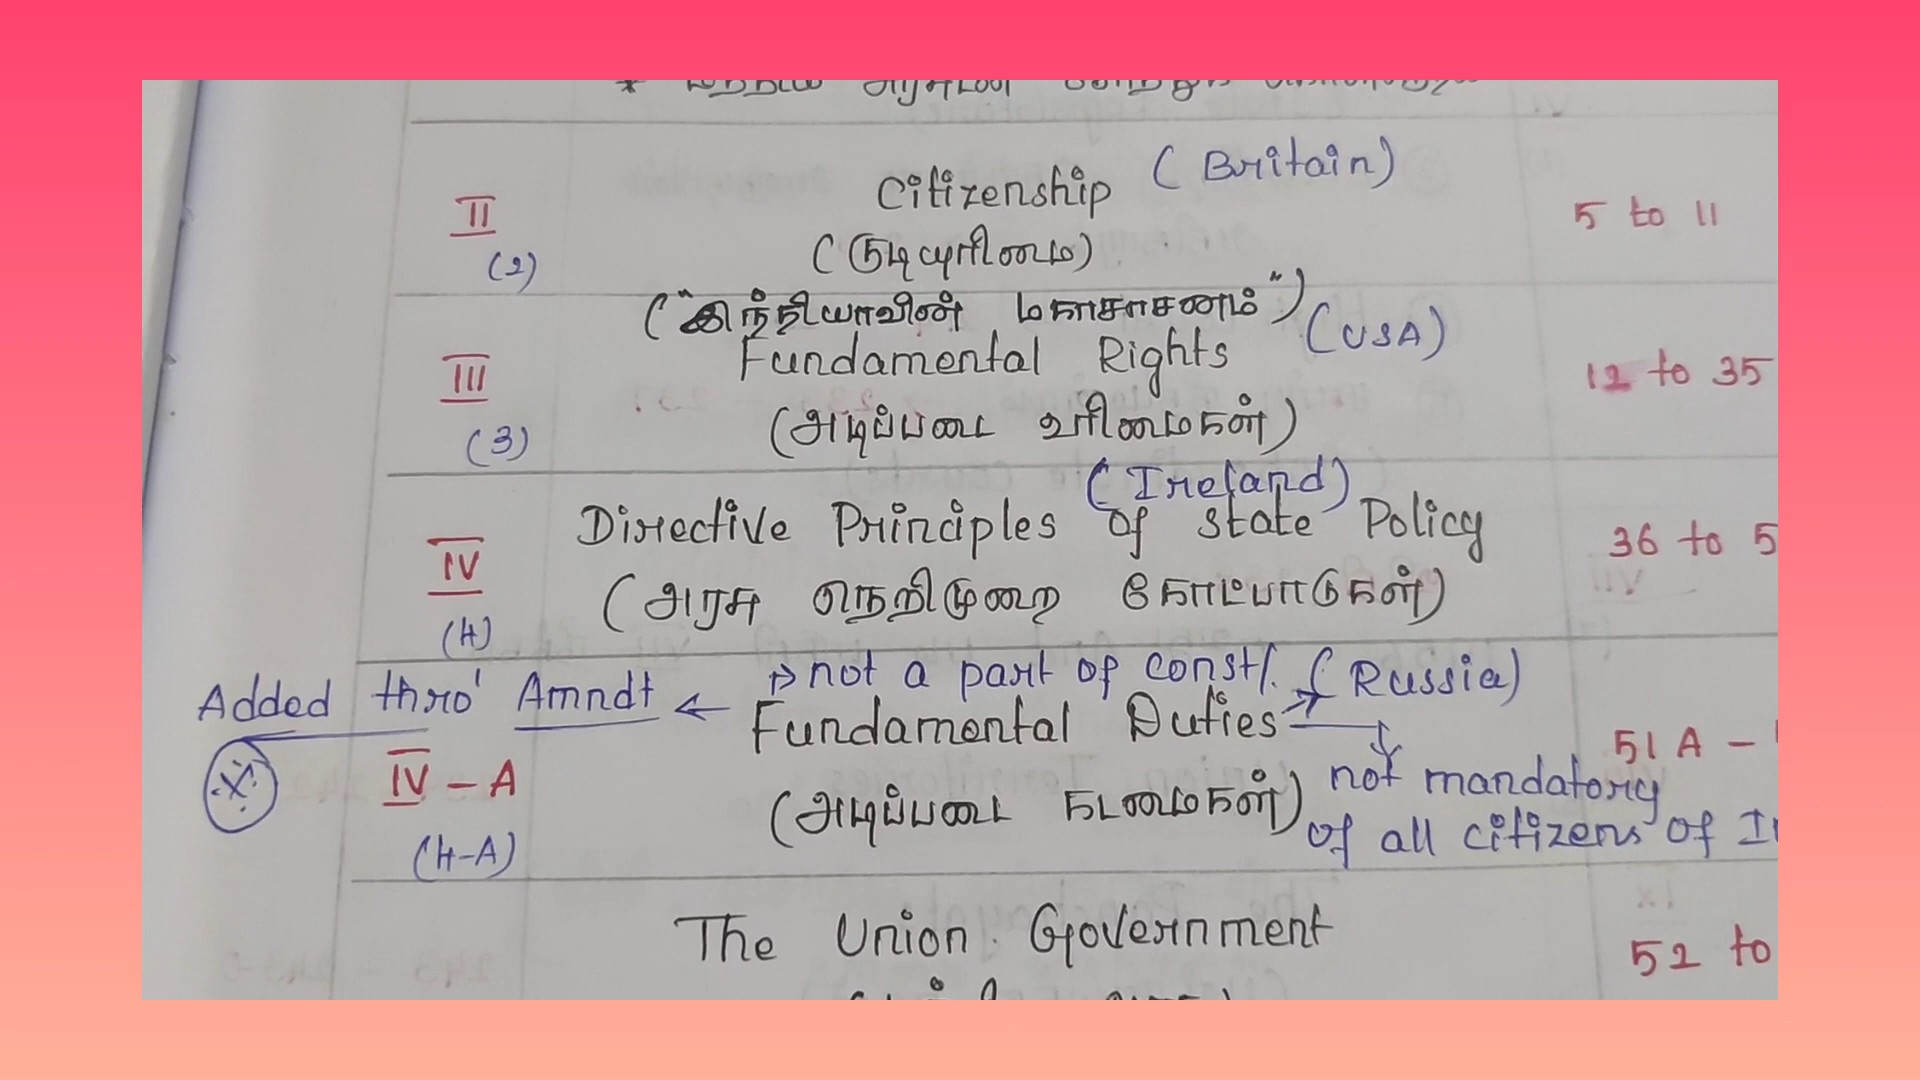 Citizenship (Britain)
II
5 to 11
(குடியுரிமை)
(2)
("இந்தியாவின் மகாசாசனம்")
Fundamental Rights (USA)
III
12 to 35
(அடிப்படை உரிமைகள்)
(3)
(Ireland)
Directive Principles of state Policy
IV
36 to 5
(அரசு நெறிமுறை கோட்பாடுகள்)
(4)
not a part of const/. (Russia)
Added thro' Amndt ← Fundamental Duties
51 A -
IV - A
not mandatory
(அடிப்படை கடமைகள்)
of all citizens of
(4-A)
The Union Government
52 to